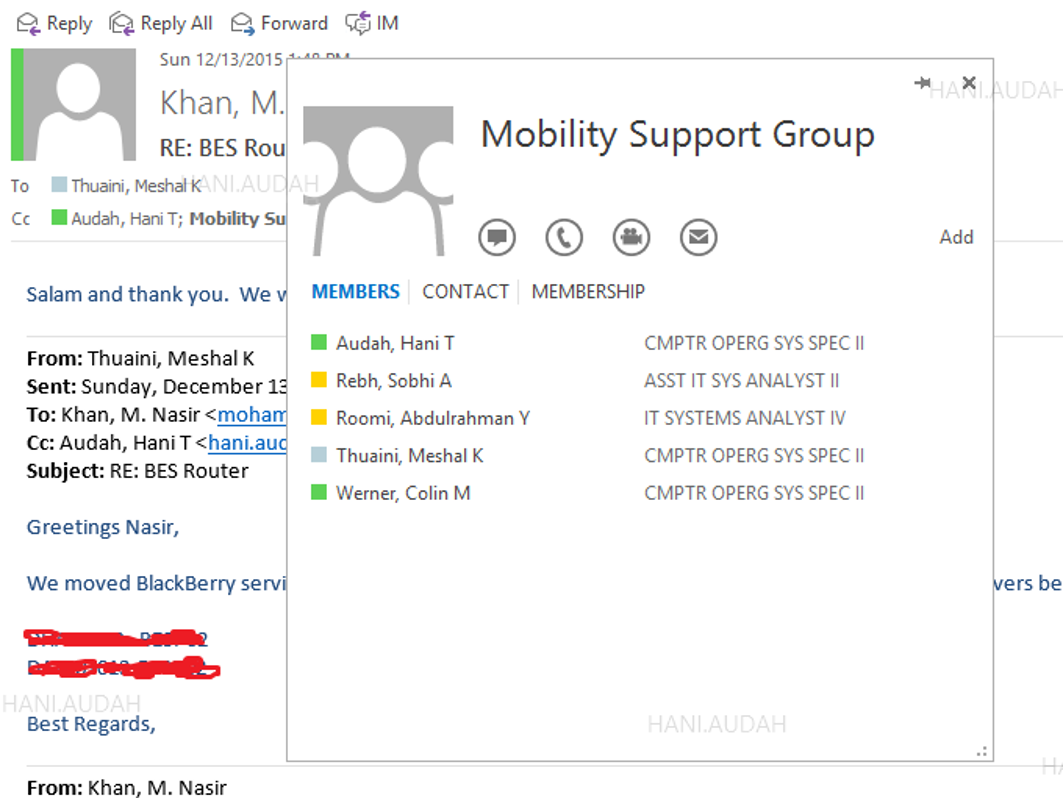 Reply Reply All Forward IM
Sun 12/13/2015 1:48 PM
Khan, M.
RE: BES Rou
To Thuaini, Meshal K
Cc Audah, Hani T; Mobility Su
HANI.AUDAH
HANI.AUDAH
Mobility Support Group
Add
MEMBERS CONTACT MEMBERSHIP
Audah, Hani T CMPTR OPERG SYS SPEC II
Rebh, Sobhi A ASST IT SYS ANALYST II
Roomi, Abdulrahman Y IT SYSTEMS ANALYST IV
Thuaini, Meshal K CMPTR OPERG SYS SPEC II
Werner, Colin M CMPTR OPERG SYS SPEC II
HANI.AUDAH
Salam and thank you. We w
From: Thuaini, Meshal K
Sent: Sunday, December 13
To: Khan, M. Nasir <moham
Cc: Audah, Hani T <hani.aud
Subject: RE: BES Router
Greetings Nasir,
We moved BlackBerry servi vers be
HANI.AUDAH
Best Regards,
HA
From: Khan, M. Nasir